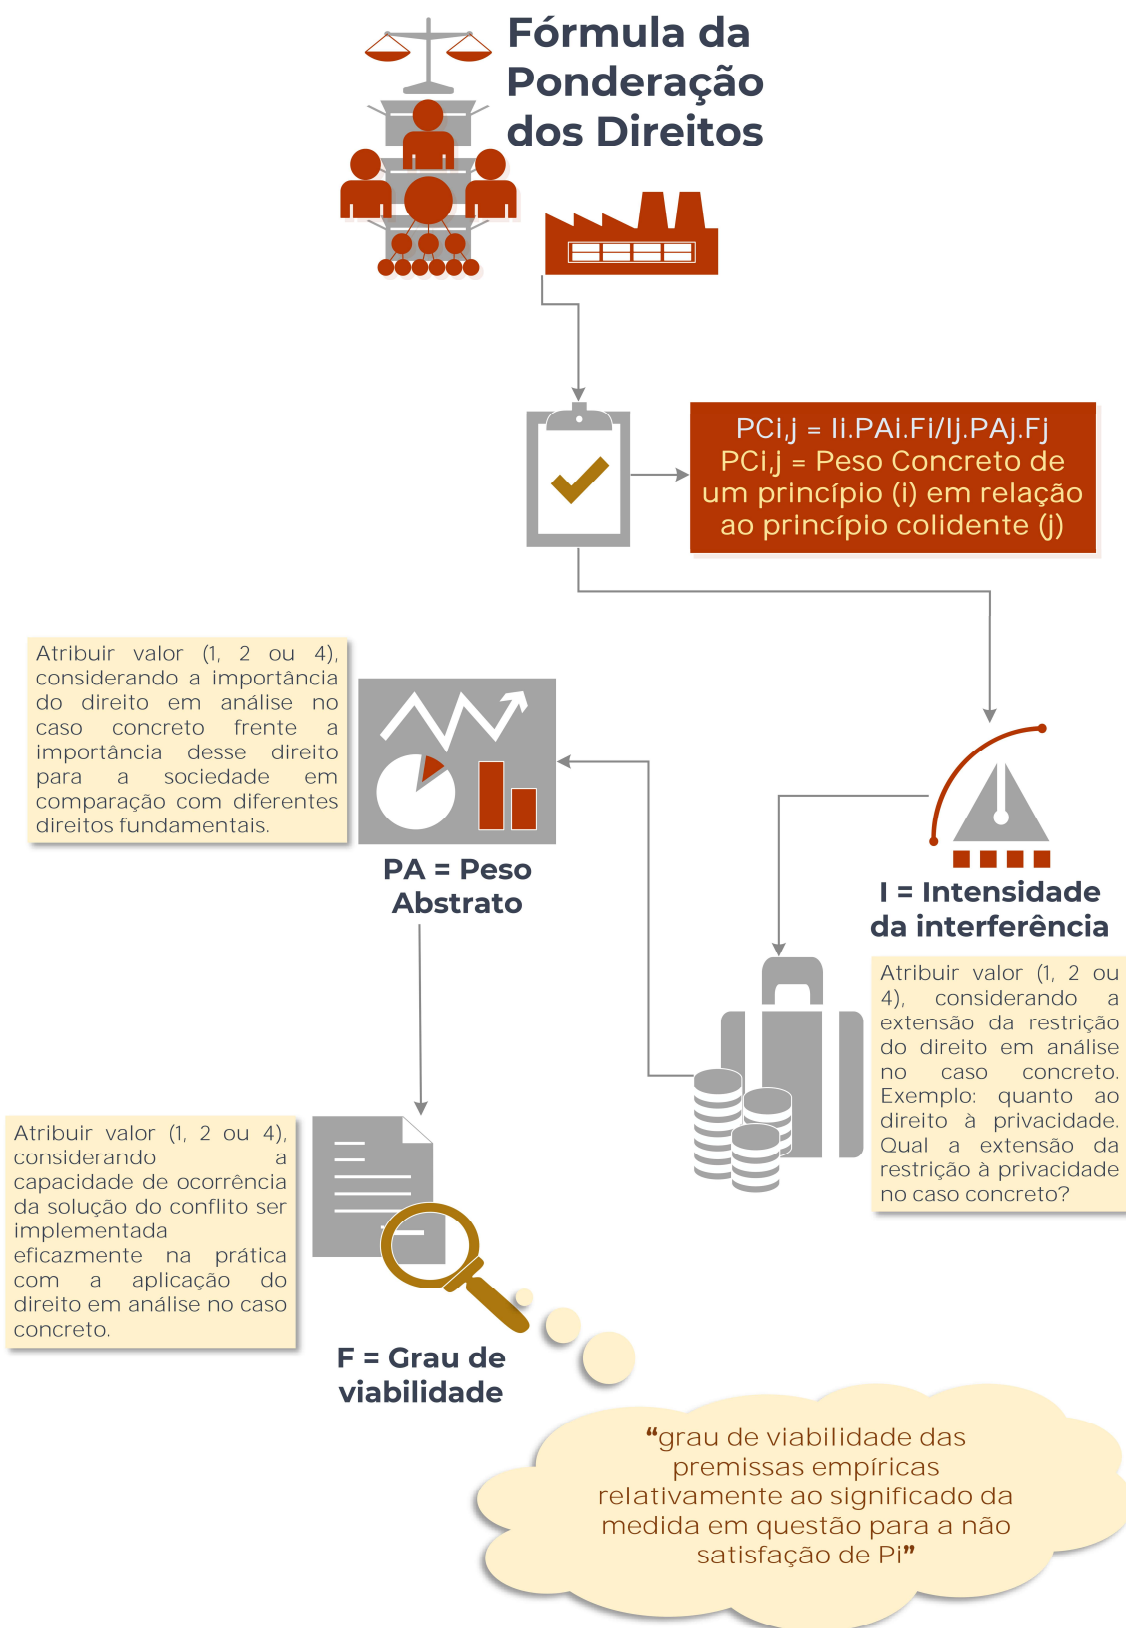 Fórmula da
Ponderação
dos Direitos
PCi,j = Ii.PAi.Fi/Ij.PAj.Fj
PCi,j = Peso Concreto de
um princípio (i) em relação
ao princípio colidente (j)
I = Intensidade
da interferência
Atribuir valor (1, 2 ou
4), considerando a
extensão da restrição
do direito em análise
no caso concreto.
Exemplo: quanto ao
direito à privacidade.
Qual a extensão da
restrição à privacidade
no caso concreto?
Atribuir valor (1, 2 ou 4),
considerando a importância
do direito em análise no
caso concreto frente a
importância desse direito
para a sociedade em
comparação com diferentes
direitos fundamentais.
PA = Peso
Abstrato
Atribuir valor (1, 2 ou 4),
considerando a
capacidade de ocorrência
da solução do conflito ser
implementada
eficazmente na prática
com a aplicação do
direito em análise no caso
concreto.
F = Grau de
viabilidade
“grau de viabilidade das
premissas empíricas
relativamente ao significado da
medida em questão para a não
satisfação de Pi”